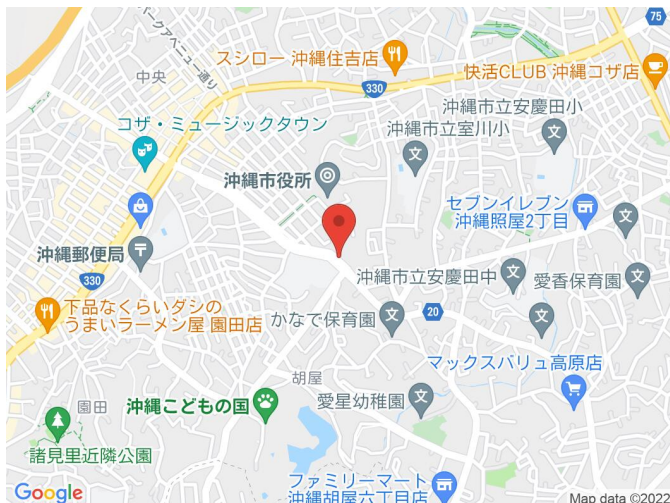 75
パークアベニュー通り
スシロー 沖縄住吉店
中央
330
快活CLUB 沖縄コザ店
沖縄市立安慶田小
コザ・ミュージックタウン
沖縄市立室川小
文
文
沖縄市役所
セブンイレブン
沖縄照屋2丁目
文
沖縄郵便局
330
沖縄市立安慶田中
文
愛香保育園
文
下品なくらいダシの
うまいラーメン屋 園田店
かなで保育園
文
20
文
マックスバリュ高原店
胡屋
園田
沖縄こどもの国
愛星幼稚園
文
諸見里近隣公園
ファミリーマート
沖縄胡屋六丁目店
Google
Map data ©2022